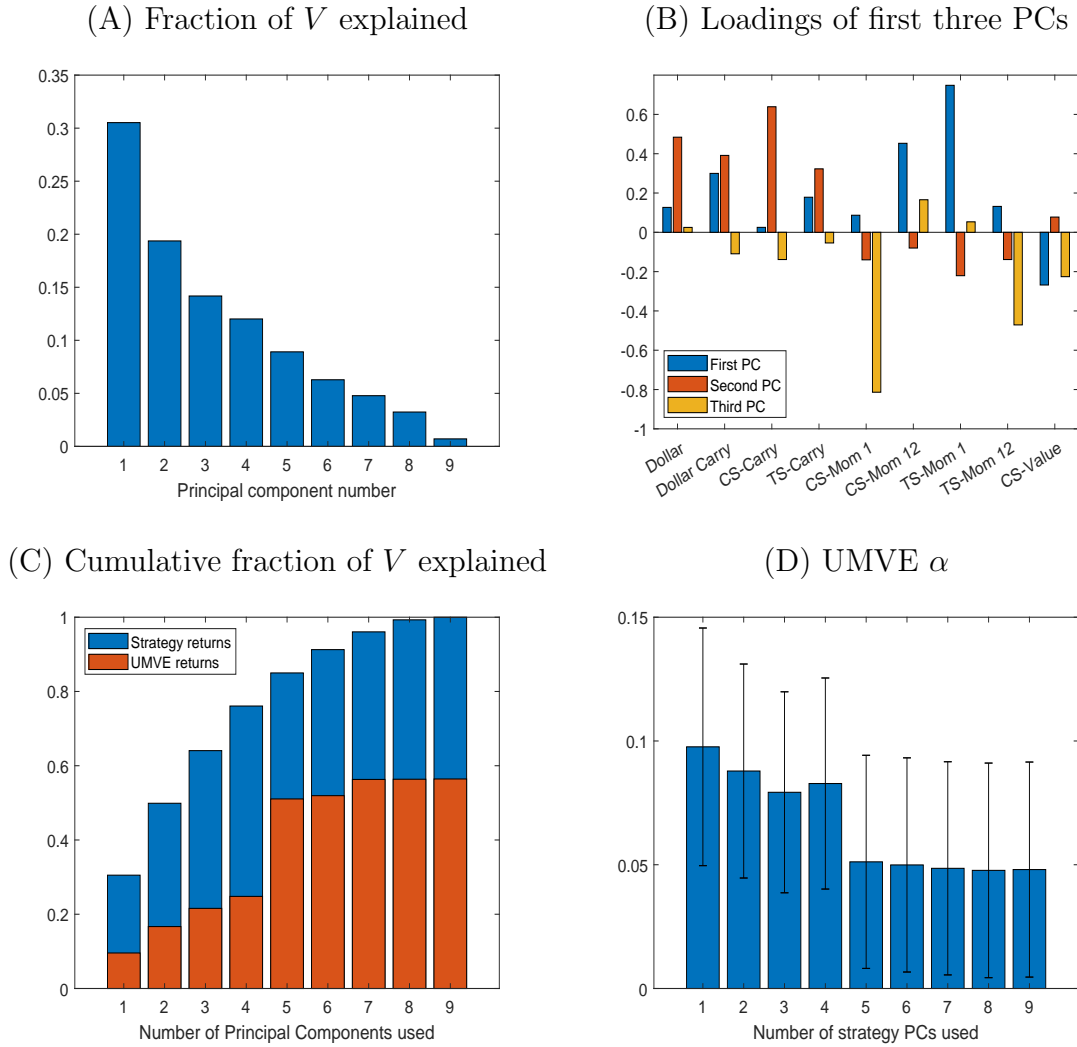 (A) Fraction of V explained
0.35
0.3
0.25
0.2
0.15
0.1
0.05
0
1 2 3 4 5 6 7 8 9
Principal component number
(B) Loadings of first three PCs
0.6
0.4
0.2
0
-0.2
-0.4
-0.6
-0.8
-1
First PC
Second PC
Third PC
Dollar
Dollar Carry
CS-Carry
TS-Carry
CS-Mom 1
CS-Mom 12
TS-Mom 1
TS-Mom 12
CS-Value
(C) Cumulative fraction of V explained
1
0.8
0.6
0.4
0.2
0
Strategy returns
UMVE returns
1 2 3 4 5 6 7 8 9
Number of Principal Components used
(D) UMVE α
0.15
0.1
0.05
0
1 2 3 4 5 6 7 8 9
Number of strategy PCs used